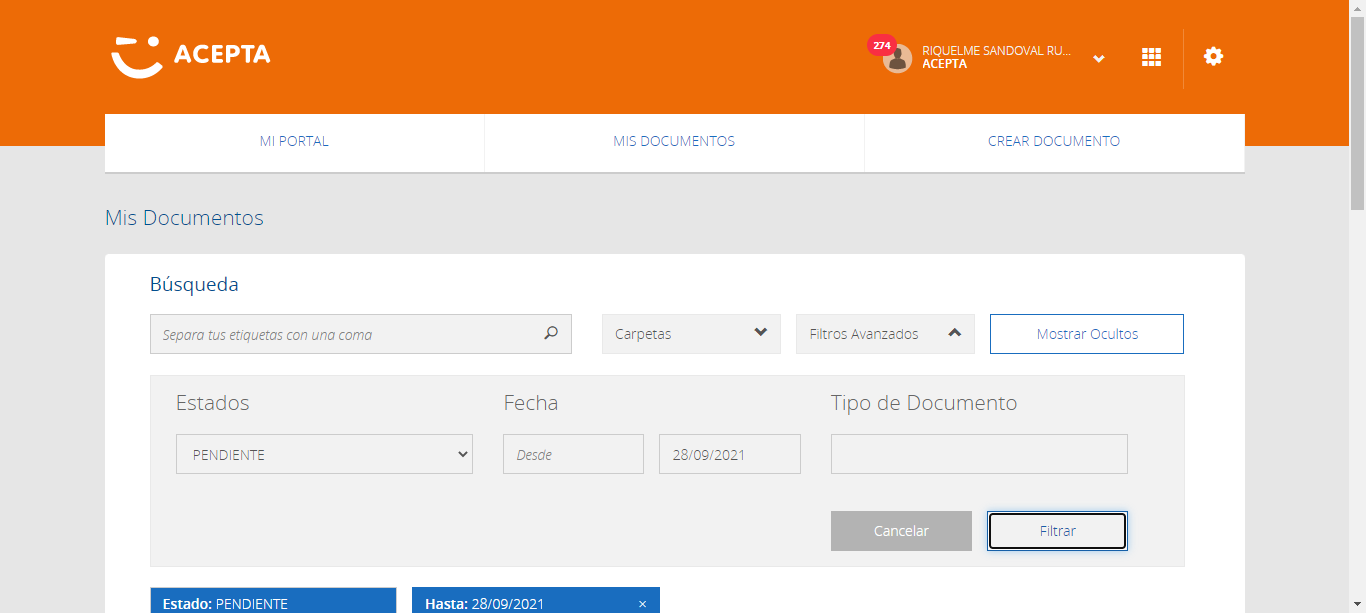 ACEPTA
274
RIQUELME SANDOVAL RU...
ACEPTA
MI PORTAL
MIS DOCUMENTOS
CREAR DOCUMENTO
Mis Documentos
Búsqueda
Separa tus etiquetas con una coma
Carpetas
Filtros Avanzados
Mostrar Ocultos
Estados
Fecha
Tipo de Documento
PENDIENTE
Desde
28/09/2021
Cancelar
Filtrar
Estado: PENDIENTE
Hasta: 28/09/2021 ×